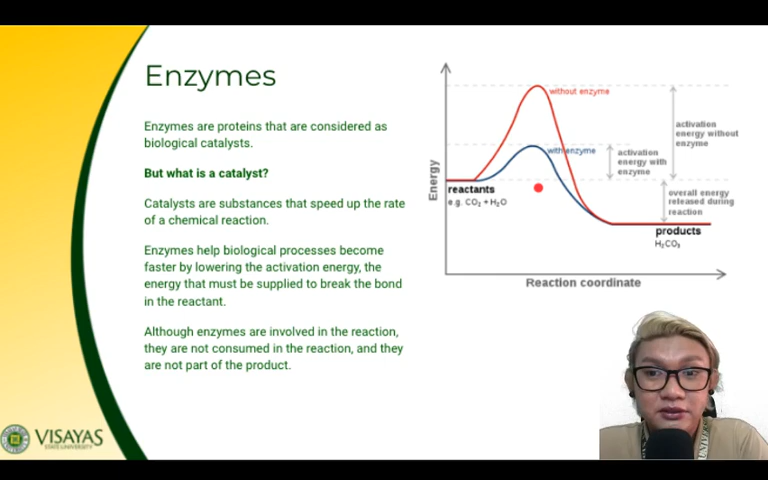 Enzymes
Enzymes are proteins that are considered as
biological catalysts.
But what is a catalyst?
Catalysts are substances that speed up the rate
of a chemical reaction.
Enzymes help biological processes become
faster by lowering the activation energy, the
energy that must be supplied to break the bond
in the reactant.
Although enzymes are involved in the reaction,
they are not consumed in the reaction, and they
are not part of the product.
VISAYAS
STATE UNIVERSITY
Energy
without enzyme
with enzyme
activation
energy without
enzyme
activation
energy with
enzyme
reactants
e.g. CO₂ + H₂O
overall energy
released during
reaction
products
H₂CO₃
Reaction coordinate